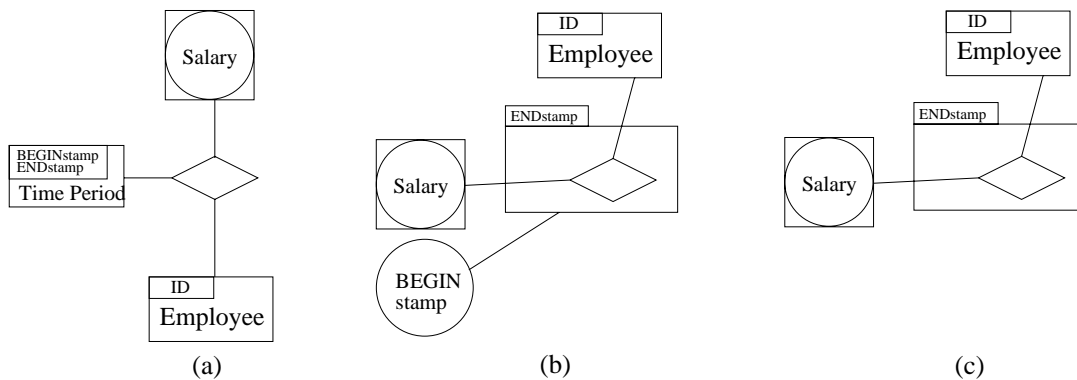 Salary
BEGINstamp
ENDstamp
Time Period
ID
Employee
(a)
ID
Employee
ENDstamp
Salary
BEGIN
stamp
(b)
ID
Employee
ENDstamp
Salary
(c)